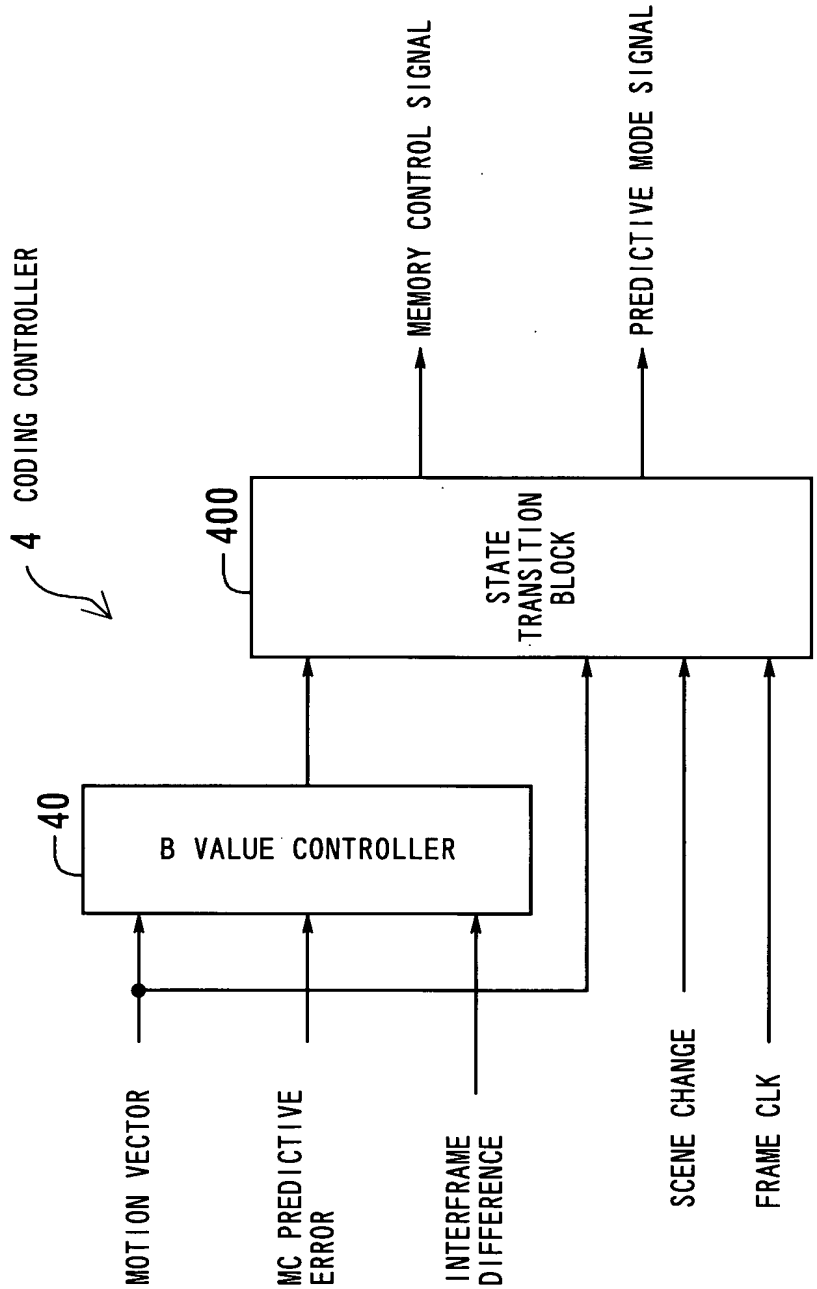 4 CODING CONTROLLER
40
B VALUE CONTROLLER
400
STATE
TRANSITION
BLOCK
MOTION VECTOR
MC PREDICTIVE
ERROR
INTERFRAME
DIFFERENCE
SCENE CHANGE
FRAME CLK
MEMORY CONTROL SIGNAL
PREDICTIVE MODE SIGNAL